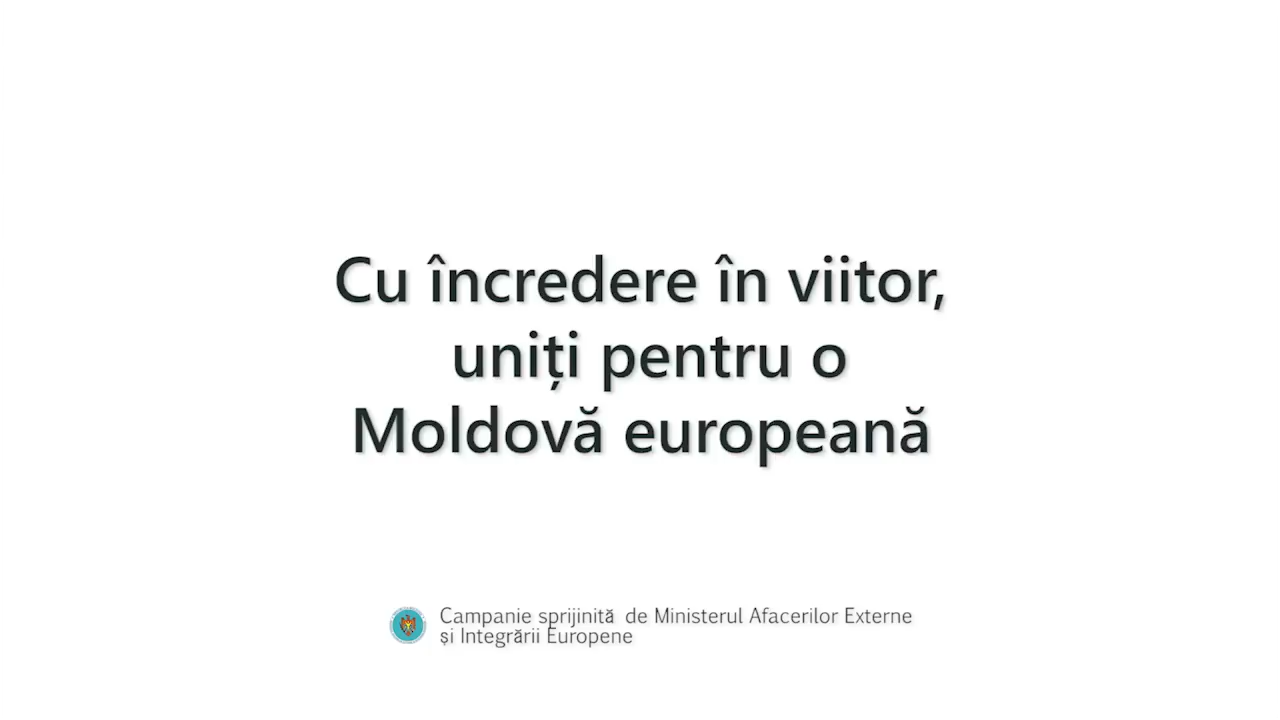 Cu încredere în viitor,
uniți pentru o
Moldovă europeană
Campanie sprijinită de Ministerul Afacerilor Externe
și Integrării Europene